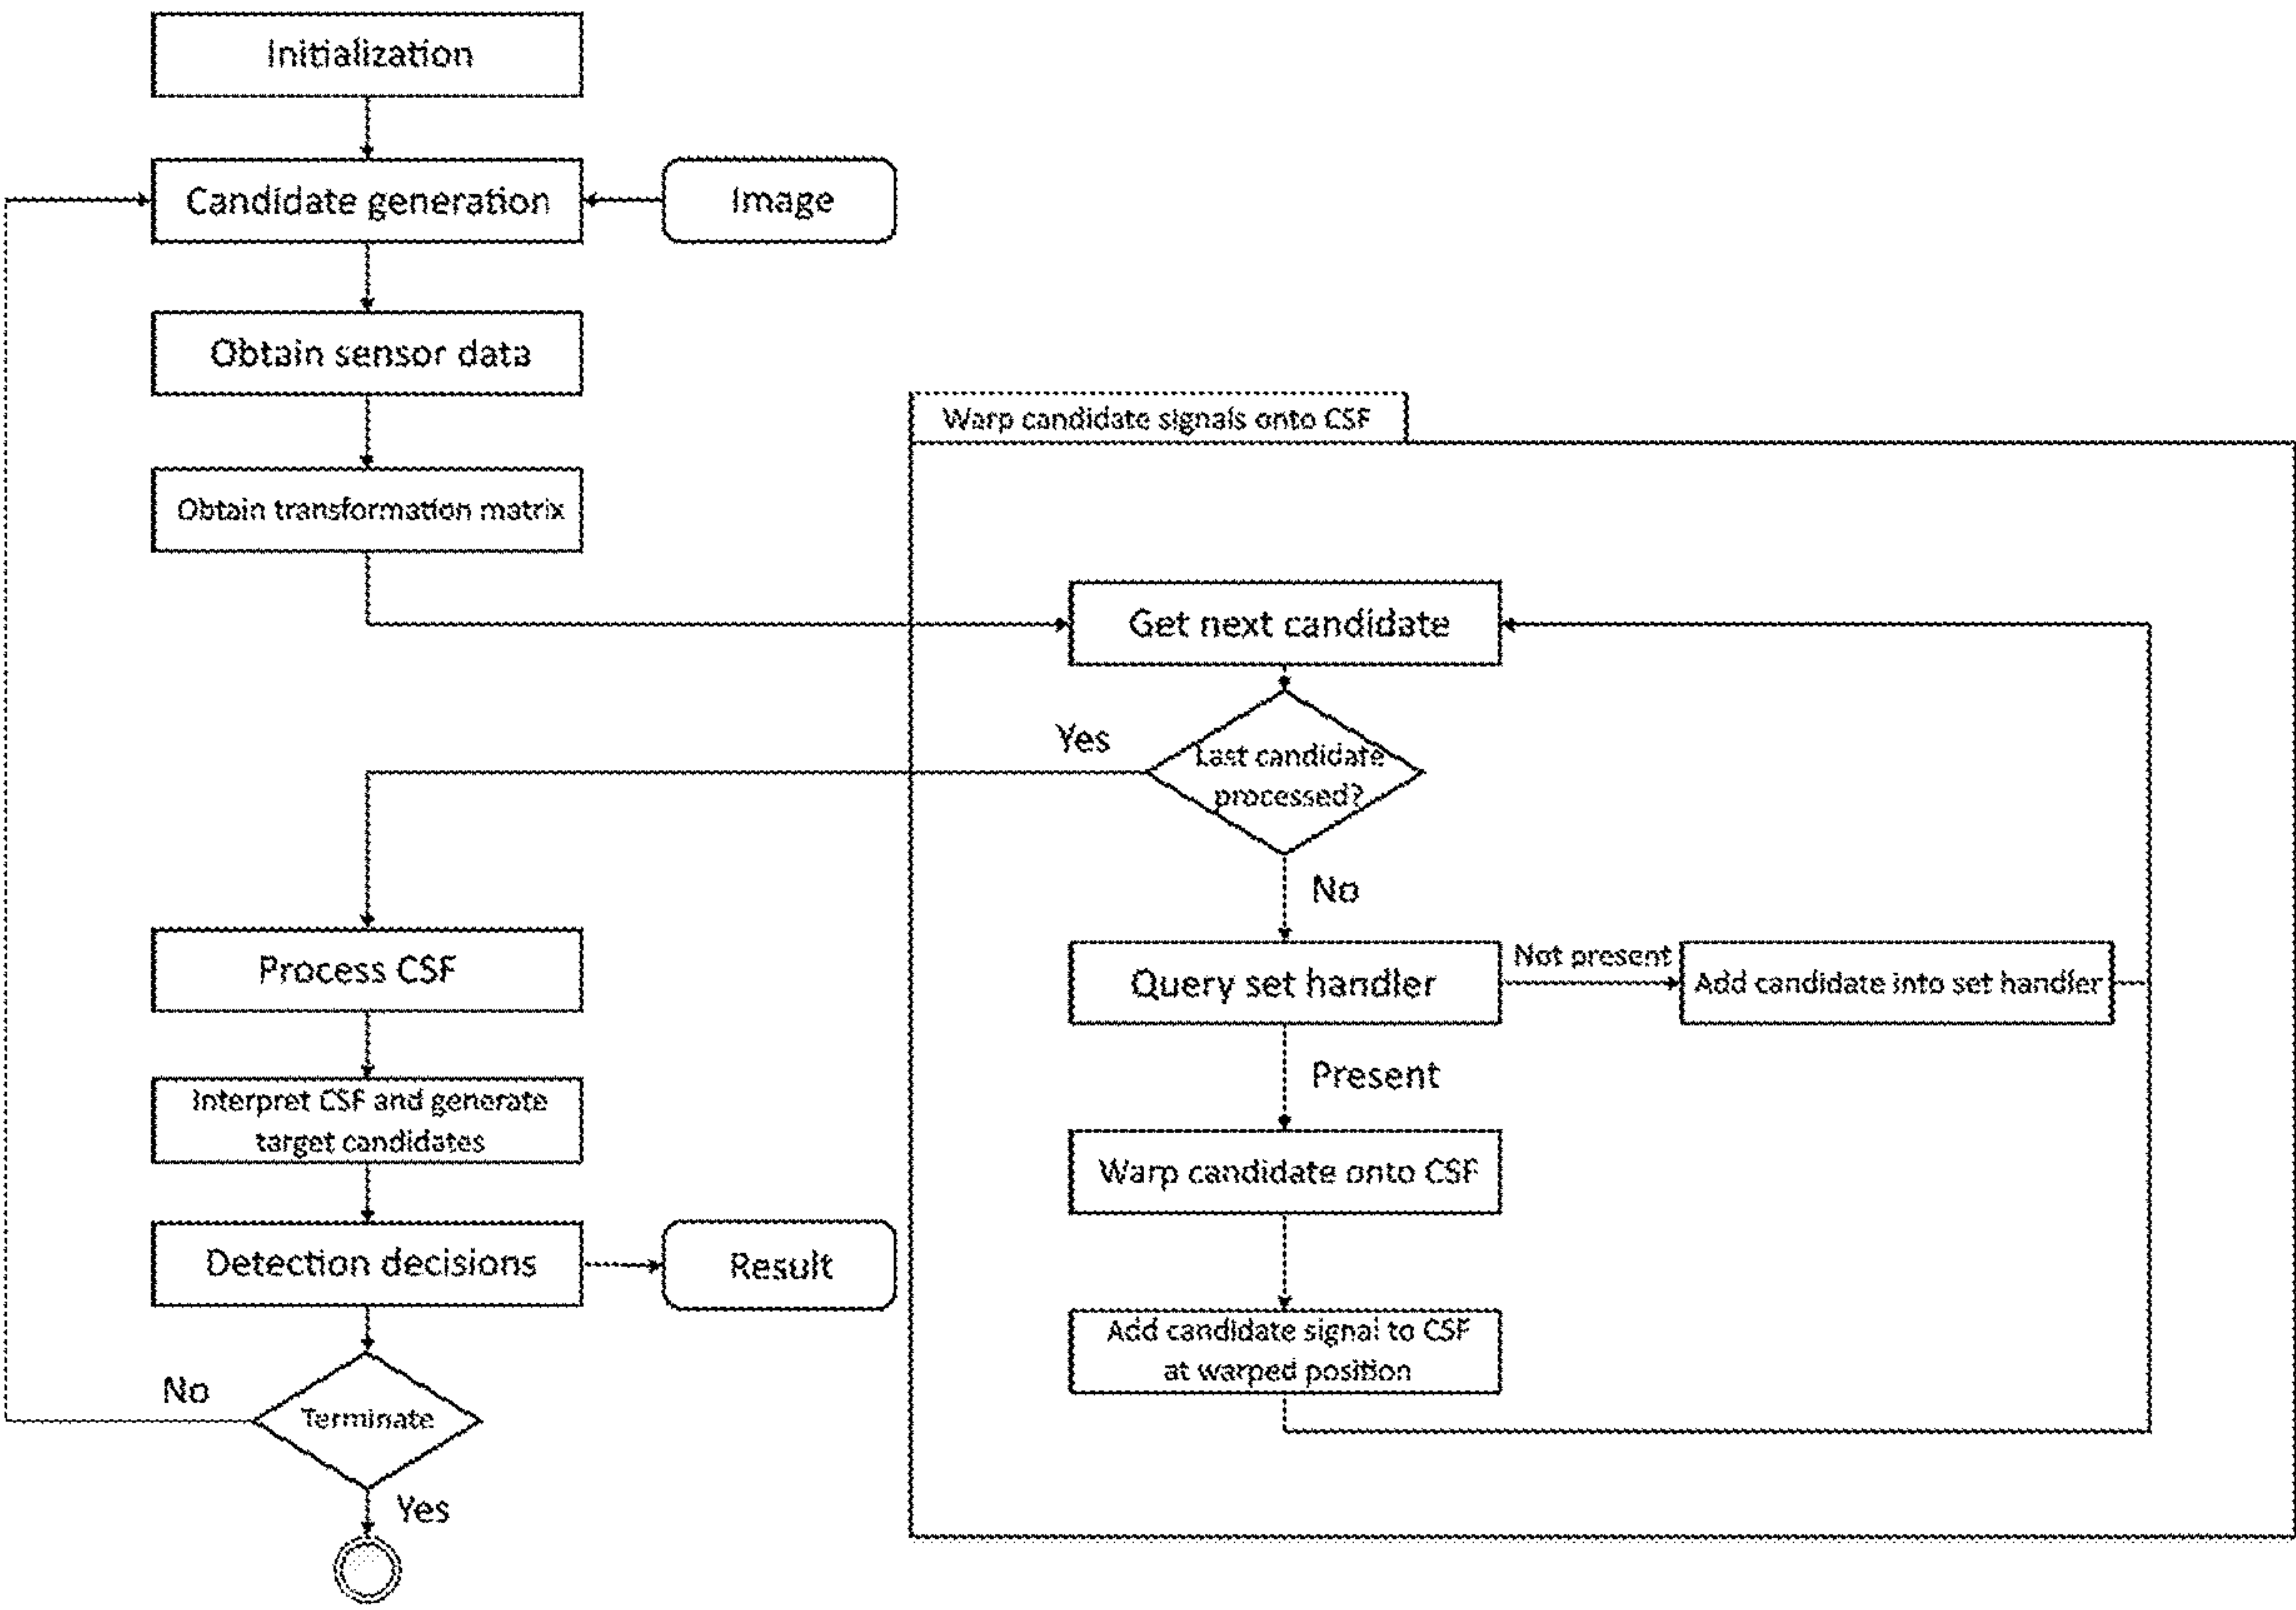 Initialization
Candidate generation
Image
Obtain sensor data
Warp candidate signals onto CSF
Obtain transformation matrix
Get next candidate
Yes
Last candidate
processed?
No
Process CSF
Query set handler
Not present
Add candidate into set handler
Present
Interpret CSF and generate
target candidates
Warp candidate onto CSF
Detection decisions
Result
Add candidate signal to CSF
at warped position
No
Terminate
Yes